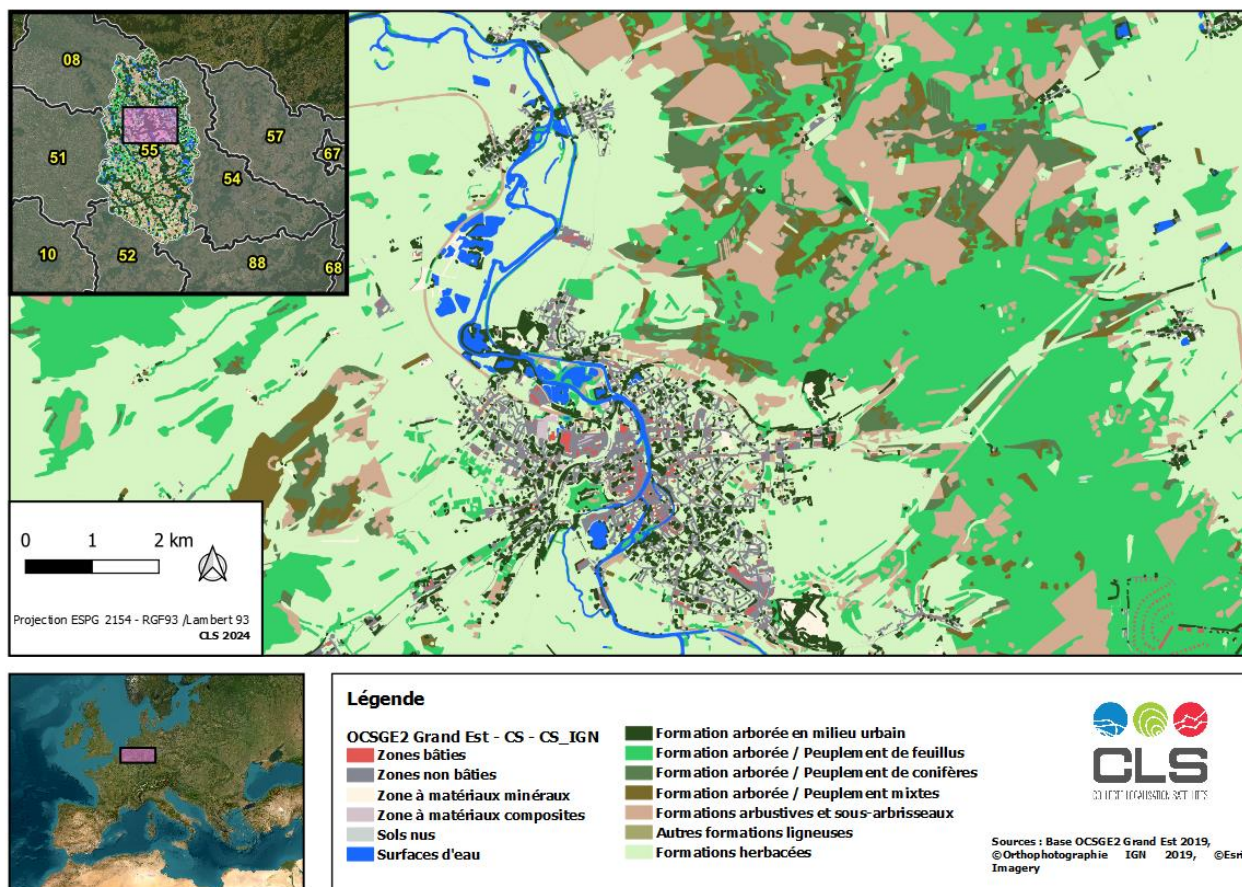 08
57
51
55
67
54
10
52
88
68
0 1 2 km
Projection ESPG 2154 - RGF93 /Lambert 93
CLS 2024
Légende
OCSGE2 Grand Est - CS - CS_IGN
Zones bâties
Zones non bâties
Zone à matériaux minéraux
Zone à matériaux composites
Sols nus
Surfaces d'eau
Formation arborée en milieu urbain
Formation arborée / Peuplement de feuillus
Formation arborée / Peuplement de conifères
Formation arborée / Peuplement mixtes
Formations arbustives et sous-arbrisseaux
Autres formations ligneuses
Formations herbacées
CLS
COLLECTE LOCALISATION SATELLITES
Sources : Base OCSGE2 Grand Est 2019,
©Orthophotographie IGN 2019, ©Esri
Imagery